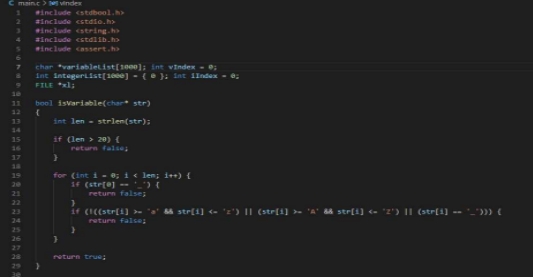 C main.c > vIndex
1 #include <stdbool.h>
2 #include <stdio.h>
3 #include <string.h>
4 #include <stdlib.h>
5 #include <assert.h>
6
7 char *variableList[1000]; int vIndex = 0;
8 int integerList[1000] = { 0 }; int iIndex = 0;
9 FILE *xl;
10
11 bool isVariable(char* str)
12 {
13 int len = strlen(str);
14
15 if (len > 20) {
16 return false;
17 }
18
19 for (int i = 0; i < len; i++) {
20 if (str[0] == '_') {
21 return false;
22 }
23 if (!((str[i] >= 'a' && str[i] <= 'z') || (str[i] >= 'A' && str[i] <= 'Z') || (str[i] == '_'))) {
24 return false;
25 }
26 }
27
28 return true;
29 }
30